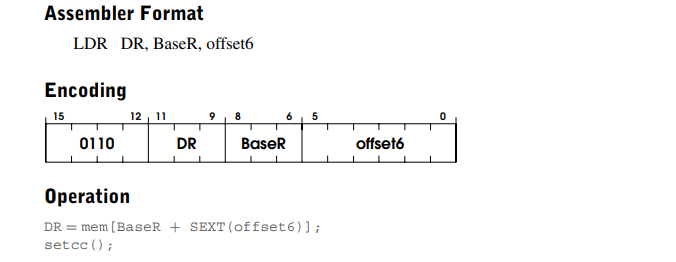 Assembler Format
LDR DR, BaseR, offset6
Encoding
15 12 11 9 8 6 5 0
0110 DR BaseR offset6
Operation
DR = mem[BaseR + SEXT(offset6)];
setcc();